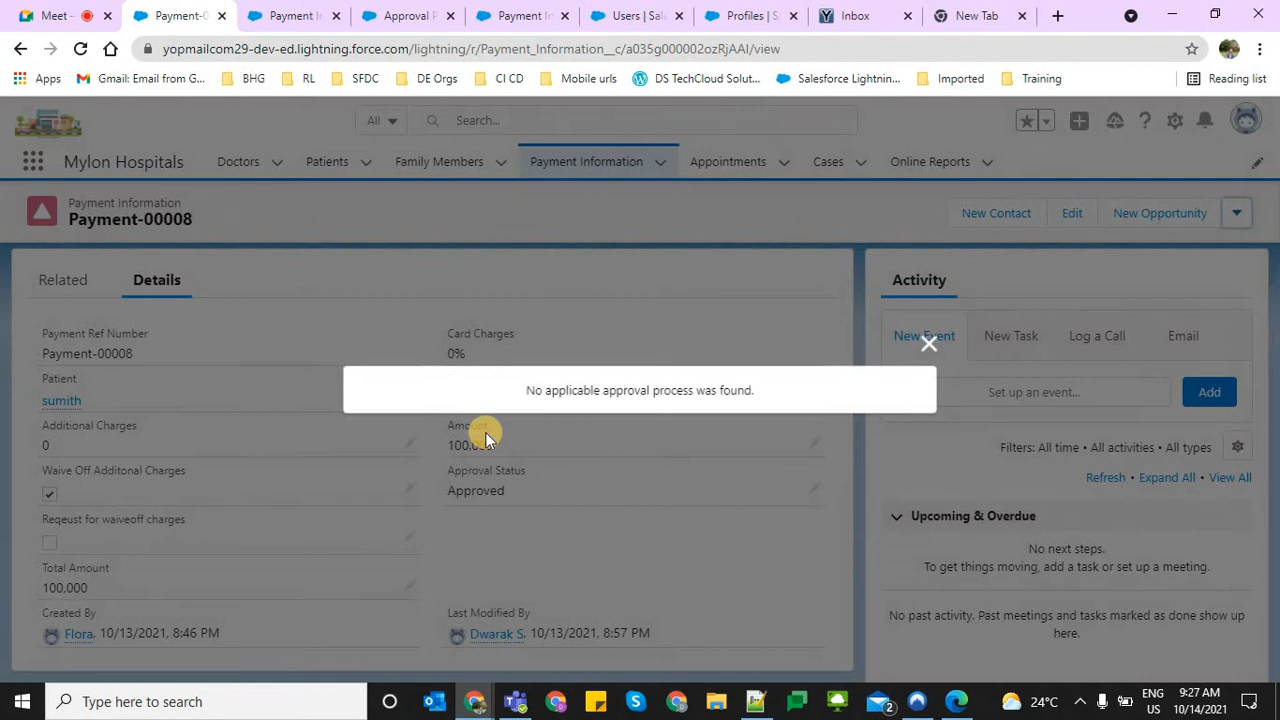 Meet –
Payment-0
Payment In
Approval P
Payment In
Users | Sal
Profiles | S
Inbox
New Tab
yopmailcom29-dev-ed.lightning.force.com/lightning/r/Payment_Information__c/a035g000002ozRjAAI/view
Apps
Gmail: Email from G...
BHG
RL
SFDC
DE Orgs
CI CD
Mobile urls
DS TechCloud Solut...
Salesforce Lightnin...
Imported
Training
Reading list
All
Search...
Mylon Hospitals
Doctors
Patients
Family Members
Payment Information
Appointments
Cases
Online Reports
Payment Information
Payment-00008
New Contact
Edit
New Opportunity
Related
Details
Activity
Payment Ref Number
Payment-00008
Card Charges
0%
New Event
New Task
Log a Call
Email
Patient
sumith
No applicable approval process was found.
Set up an event...
Add
Additional Charges
0
Amount
100,0
Filters: All time • All activities • All types
Waive Off Additonal Charges
Approval Status
Approved
Refresh • Expand All • View All
Reqeust for waiveoff charges
Upcoming & Overdue
No next steps.
To get things moving, add a task or set up a meeting.
Total Amount
100,000
Created By
Flora, 10/13/2021, 8:46 PM
Last Modified By
Dwarak S, 10/13/2021, 8:57 PM
No past activity. Past meetings and tasks marked as done show up
here.
Type here to search
2
24°C
ENG
US
9:27 AM
10/14/2021